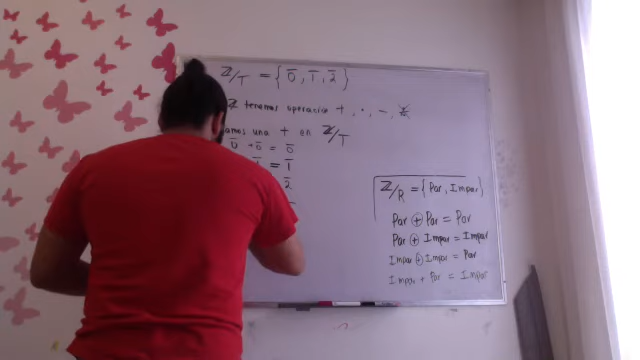 ℤ/T = { 0̄, 1̄, 2̄ }
ℤ tenemos operación +, ·, -,
amos una + en ℤ/T
0̄ + 0̄ = 0̄
= 1̄
2̄
ℤ/R = { Par, Impar }
Par ⊕ Par = Par
Par ⊕ Impar = Impar
Impar ⊕ Impar = Par
Impar + Par = Impar